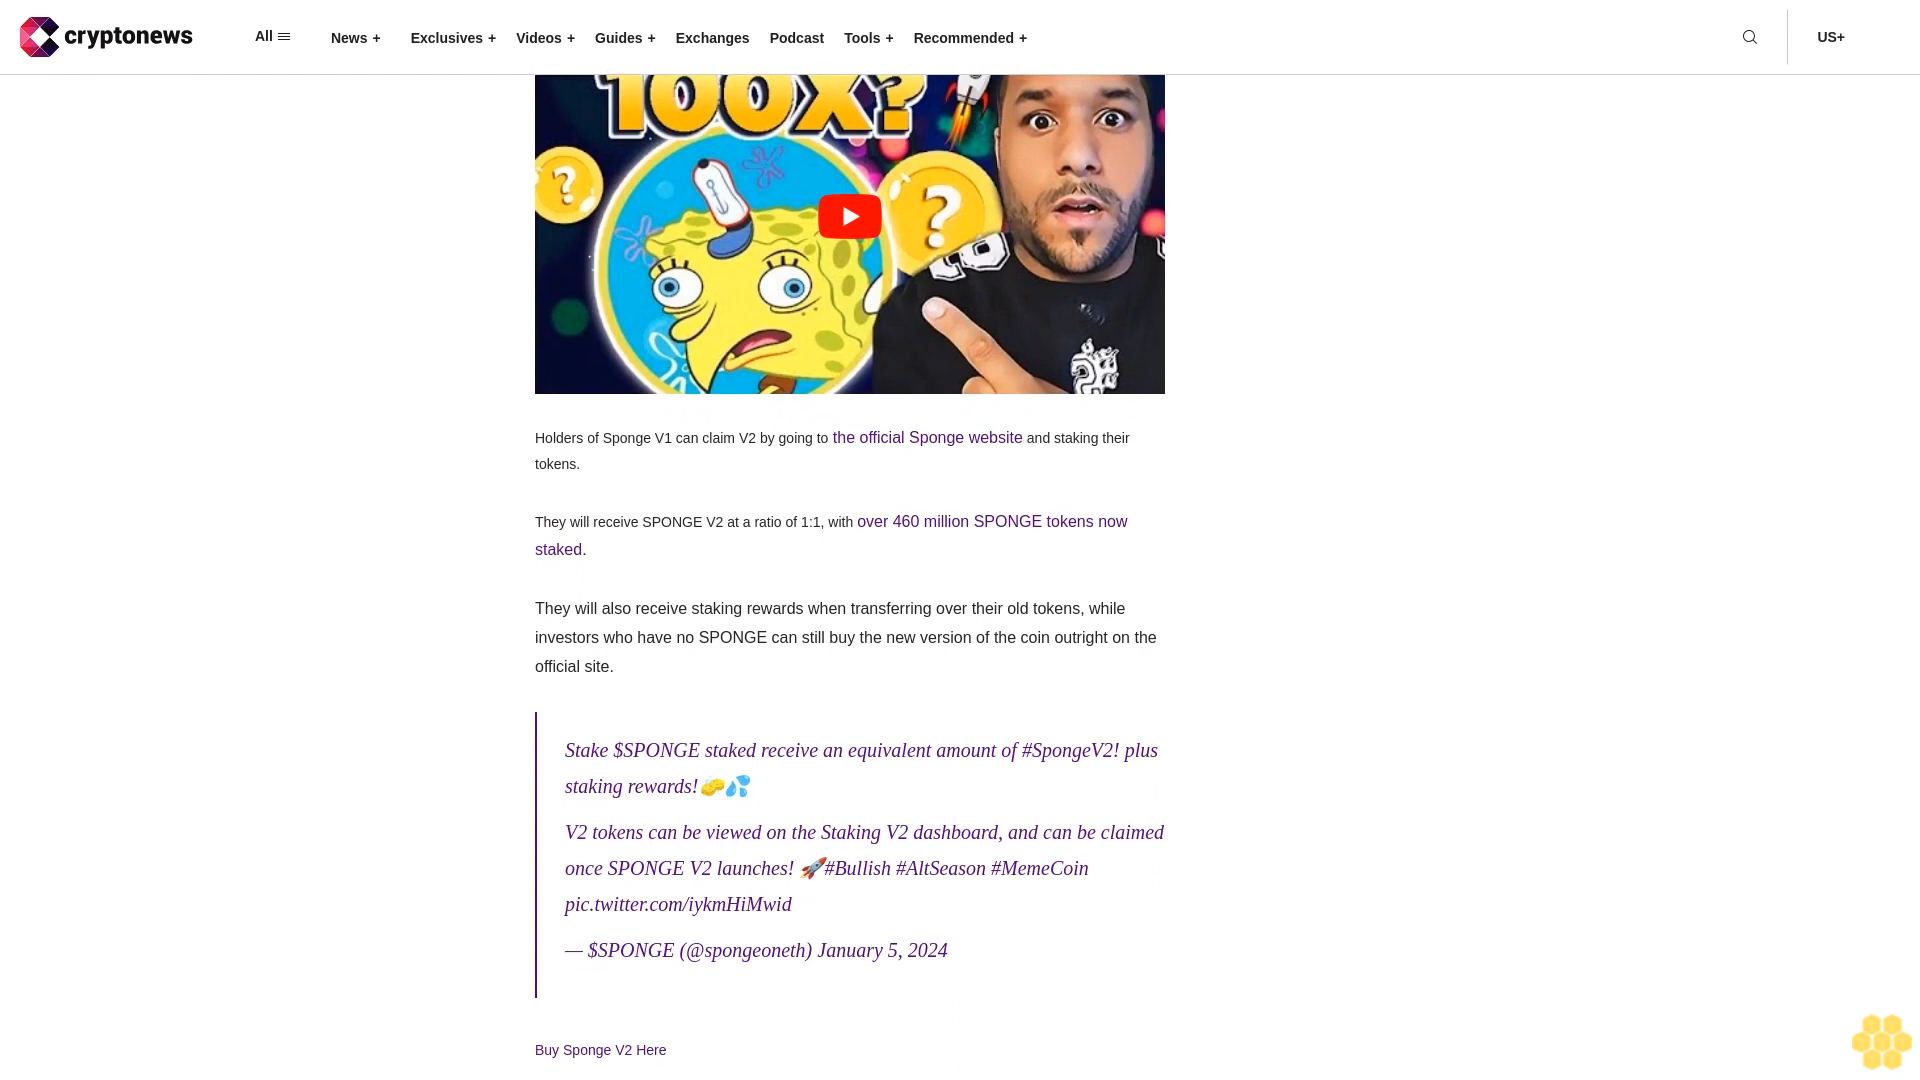 cryptonews All News + Exclusives + Videos + Guides + Exchanges Podcast Tools + Recommended + US+
100X?
Holders of Sponge V1 can claim V2 by going to the official Sponge website and staking their
tokens.
They will receive SPONGE V2 at a ratio of 1:1, with over 460 million SPONGE tokens now
staked.
They will also receive staking rewards when transferring over their old tokens, while
investors who have no SPONGE can still buy the new version of the coin outright on the
official site.
Stake $SPONGE staked receive an equivalent amount of #SpongeV2! plus
staking rewards!🧽💦
V2 tokens can be viewed on the Staking V2 dashboard, and can be claimed
once SPONGE V2 launches! 🚀#Bullish #AltSeason #MemeCoin
pic.twitter.com/iykmHiMwid
— $SPONGE (@spongeoneth) January 5, 2024
Buy Sponge V2 Here